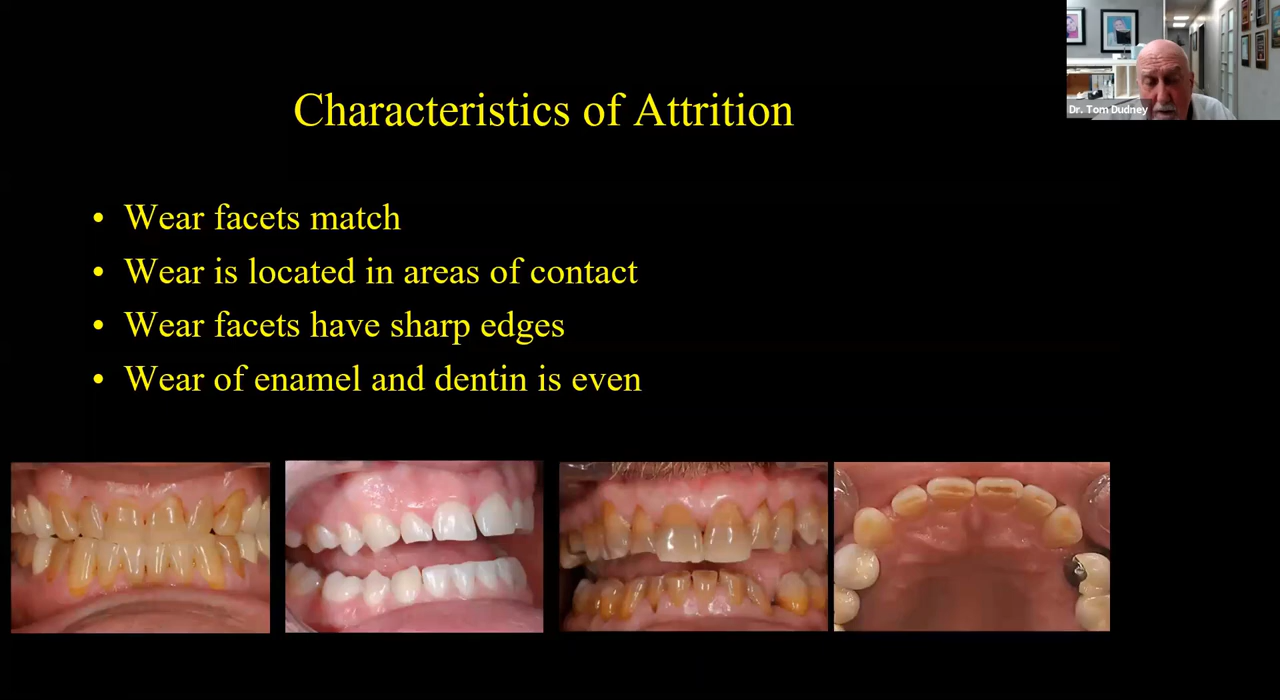 Characteristics of Attrition
Dr. Tom Dudney
• Wear facets match
• Wear is located in areas of contact
• Wear facets have sharp edges
• Wear of enamel and dentin is even